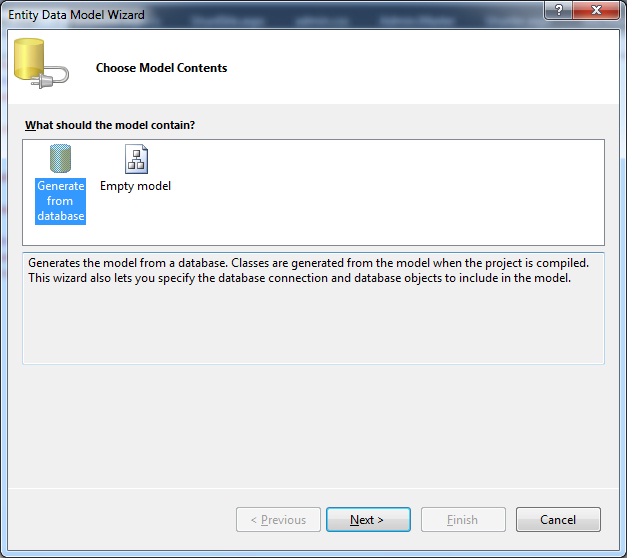 Entity Data Model Wizard
?
Choose Model Contents
What should the model contain?
Generate
from
database
Empty model
Generates the model from a database. Classes are generated from the model when the project is compiled.
This wizard also lets you specify the database connection and database objects to include in the model.
< Previous
Next >
Finish
Cancel